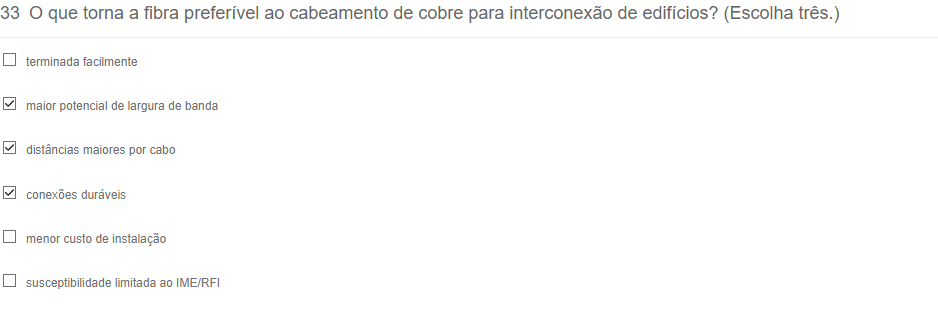 33 O que torna a fibra preferível ao cabeamento de cobre para interconexão de edifícios? (Escolha três.)
terminada facilmente
maior potencial de largura de banda
distâncias maiores por cabo
conexões duráveis
menor custo de instalação
susceptibilidade limitada ao IME/RFI